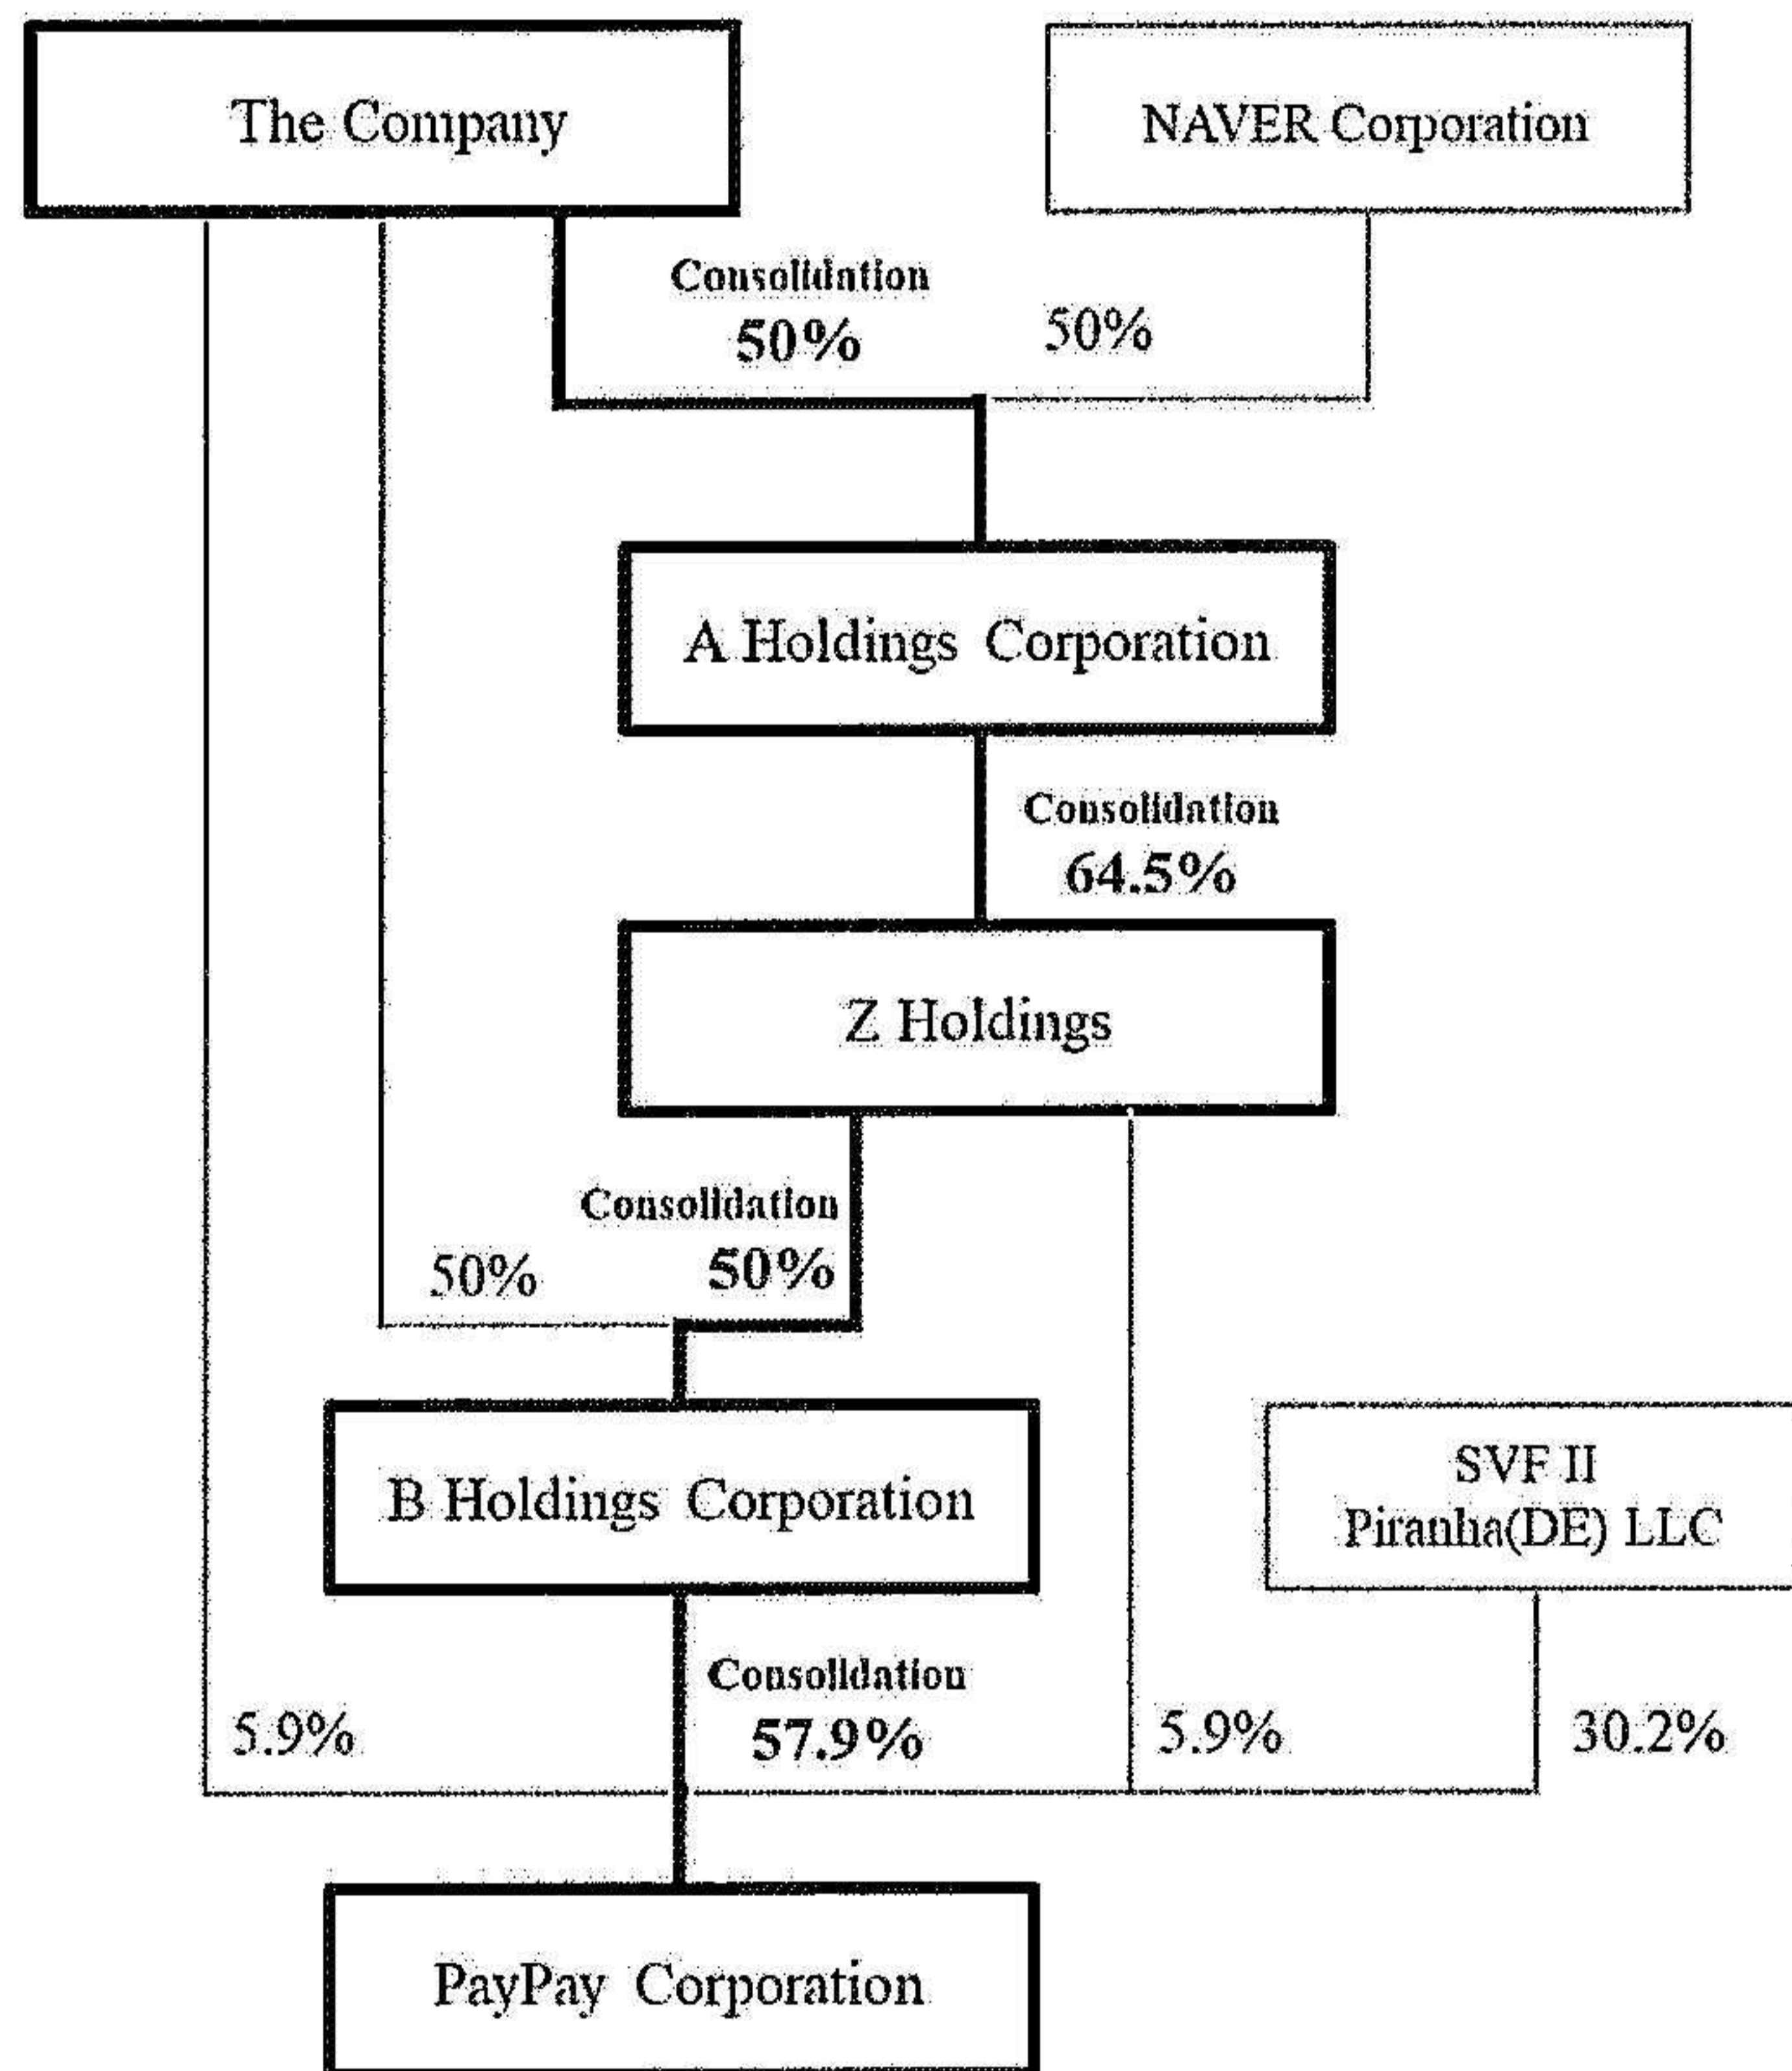 The Company
NAVER Corporation
Consolidation
50%
50%
A Holdings Corporation
Consolidation
64.5%
Z Holdings
Consolidation
50%
50%
B Holdings Corporation
SVF II
Piranha(DE) LLC
Consolidation
5.9%
57.9%
5.9%
30.2%
PayPay Corporation